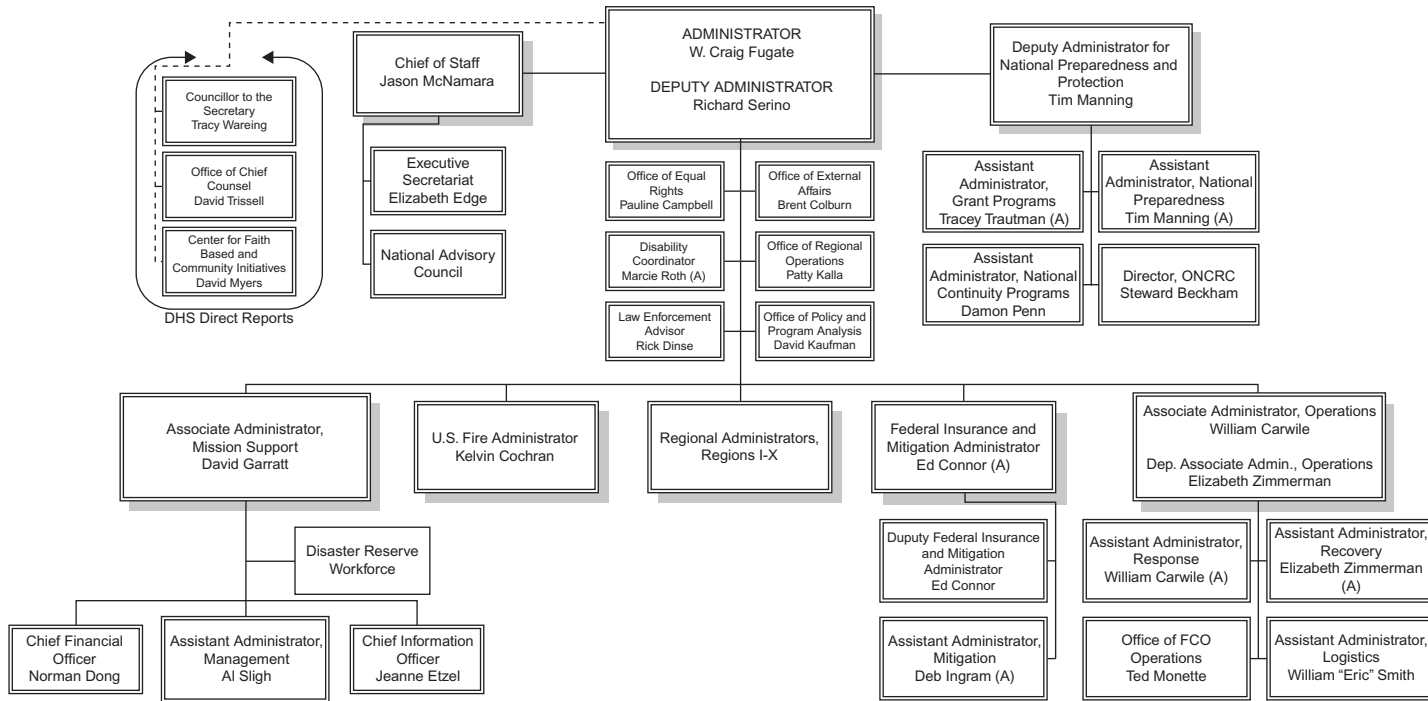 ADMINISTRATOR
W. Craig Fugate
DEPUTY ADMINISTRATOR
Richard Serino
Chief of Staff
Jason McNamara
Deputy Administrator for
National Preparedness and
Protection
Tim Manning
Councillor to the
Secretary
Tracy Wareing
Office of Chief
Counsel
David Trissell
Center for Faith
Based and
Community Initiatives
David Myers
DHS Direct Reports
Executive
Secretariat
Elizabeth Edge
National Advisory
Council
Office of Equal
Rights
Pauline Campbell
Office of External
Affairs
Brent Colburn
Disability
Coordinator
Marcie Roth (A)
Office of Regional
Operations
Patty Kalla
Law Enforcement
Advisor
Rick Dinse
Office of Policy and
Program Analysis
David Kaufman
Assistant
Administrator,
Grant Programs
Tracey Trautman (A)
Assistant
Administrator, National
Preparedness
Tim Manning (A)
Assistant
Administrator, National
Continuity Programs
Damon Penn
Director, ONCRC
Steward Beckham
Associate Administrator,
Mission Support
David Garratt
U.S. Fire Administrator
Kelvin Cochran
Regional Administrators,
Regions I-X
Federal Insurance and
Mitigation Administrator
Ed Connor (A)
Associate Administrator, Operations
William Carwile
Dep. Associate Admin., Operations
Elizabeth Zimmerman
Disaster Reserve
Workforce
Chief Financial
Officer
Norman Dong
Assistant Administrator,
Management
Al Sligh
Chief Information
Officer
Jeanne Etzel
Duputy Federal Insurance
and Mitigation
Administrator
Ed Connor
Assistant Administrator,
Mitigation
Deb Ingram (A)
Assistant Administrator,
Response
William Carwile (A)
Assistant Administrator,
Recovery
Elizabeth Zimmerman
(A)
Office of FCO
Operations
Ted Monette
Assistant Administrator,
Logistics
William “Eric” Smith